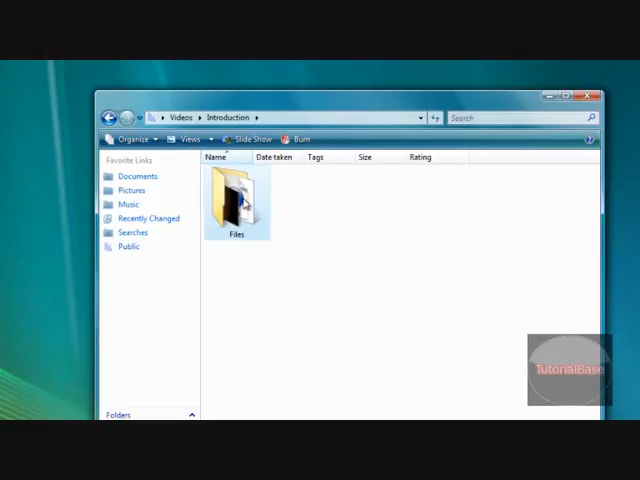 Videos Introduction
Search
Organize Views Slide Show Burn
Favorite Links
Name Date taken Tags Size Rating
Documents
Pictures
Music
Recently Changed
Searches
Public
Files
TutorialBase
Folders